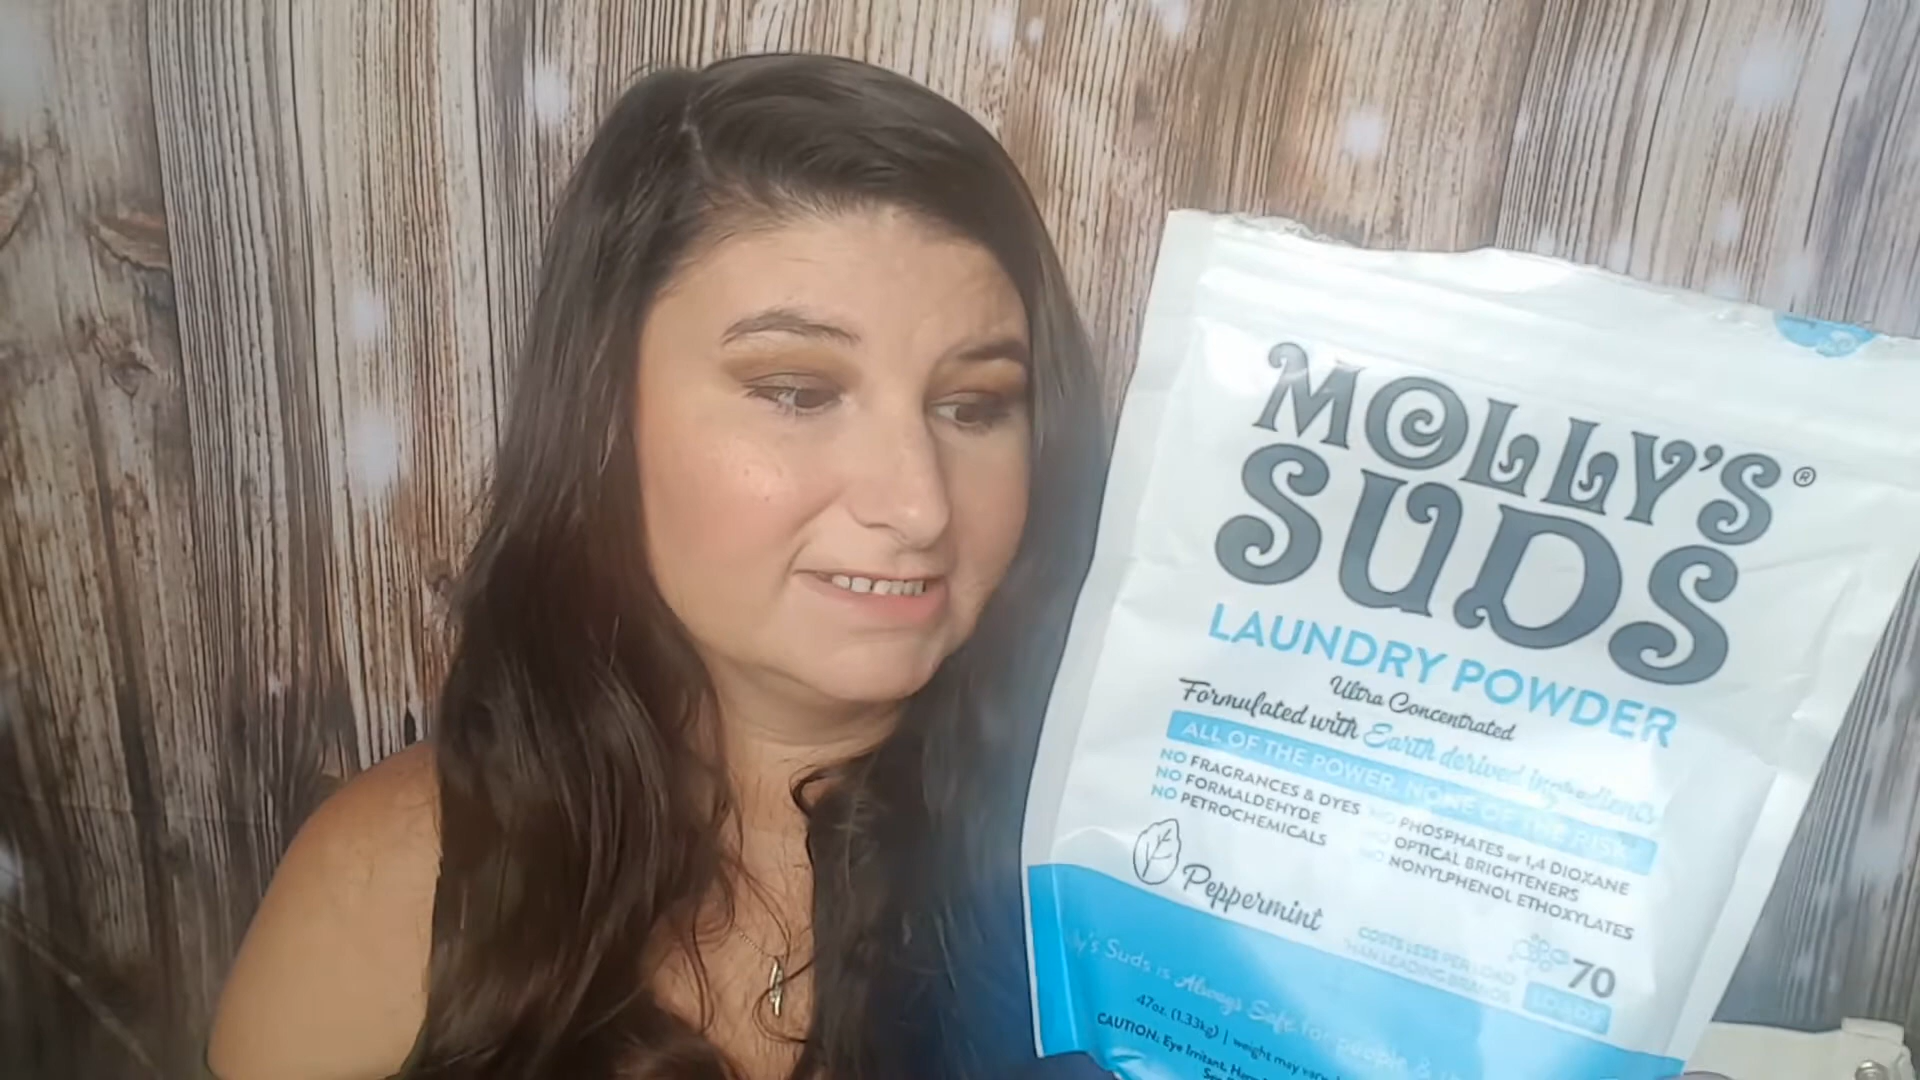 MOLLY'S®
SUDS
LAUNDRY POWDER
Ultra Concentrated
Formulated with Earth derived ingredients
ALL OF THE POWER. NONE OF THE RISK.
NO FRAGRANCES & DYES
NO FORMALDEHYDE
NO PETROCHEMICALS
NO PHOSPHATES or 1,4 DIOXANE
NO OPTICAL BRIGHTENERS
NO NONYLPHENOL ETHOXYLATES
Peppermint
COSTS LESS PER LOAD
THAN LEADING BRANDS
70
LOADS
Suds is Always Safe for people &
47oz. (1.33kg) | weight may vary
CAUTION: Eye Irritant,